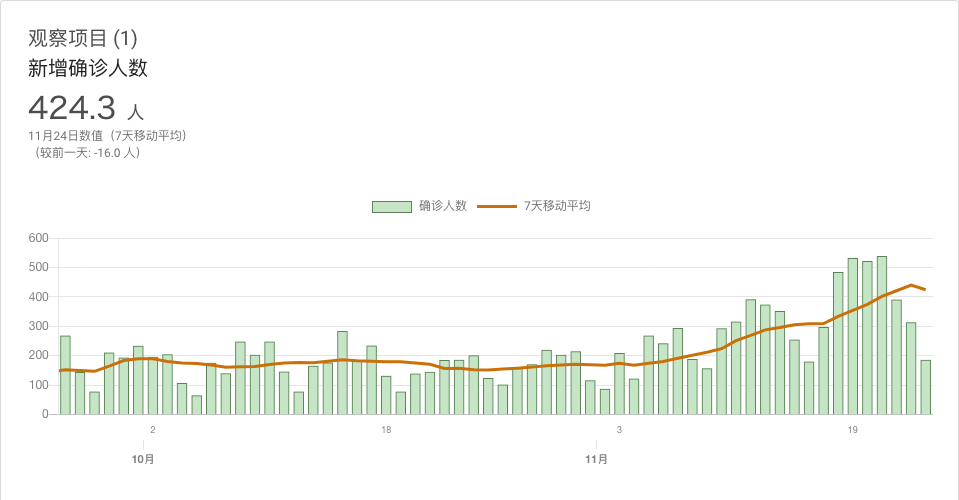 观察项目 (1)
新增确诊人数
424.3 人
11月24日数值（7天移动平均）
（较前一天: -16.0 人）
确诊人数 7天移动平均
600
500
400
300
200
100
0
2 18 3 19
10月 11月